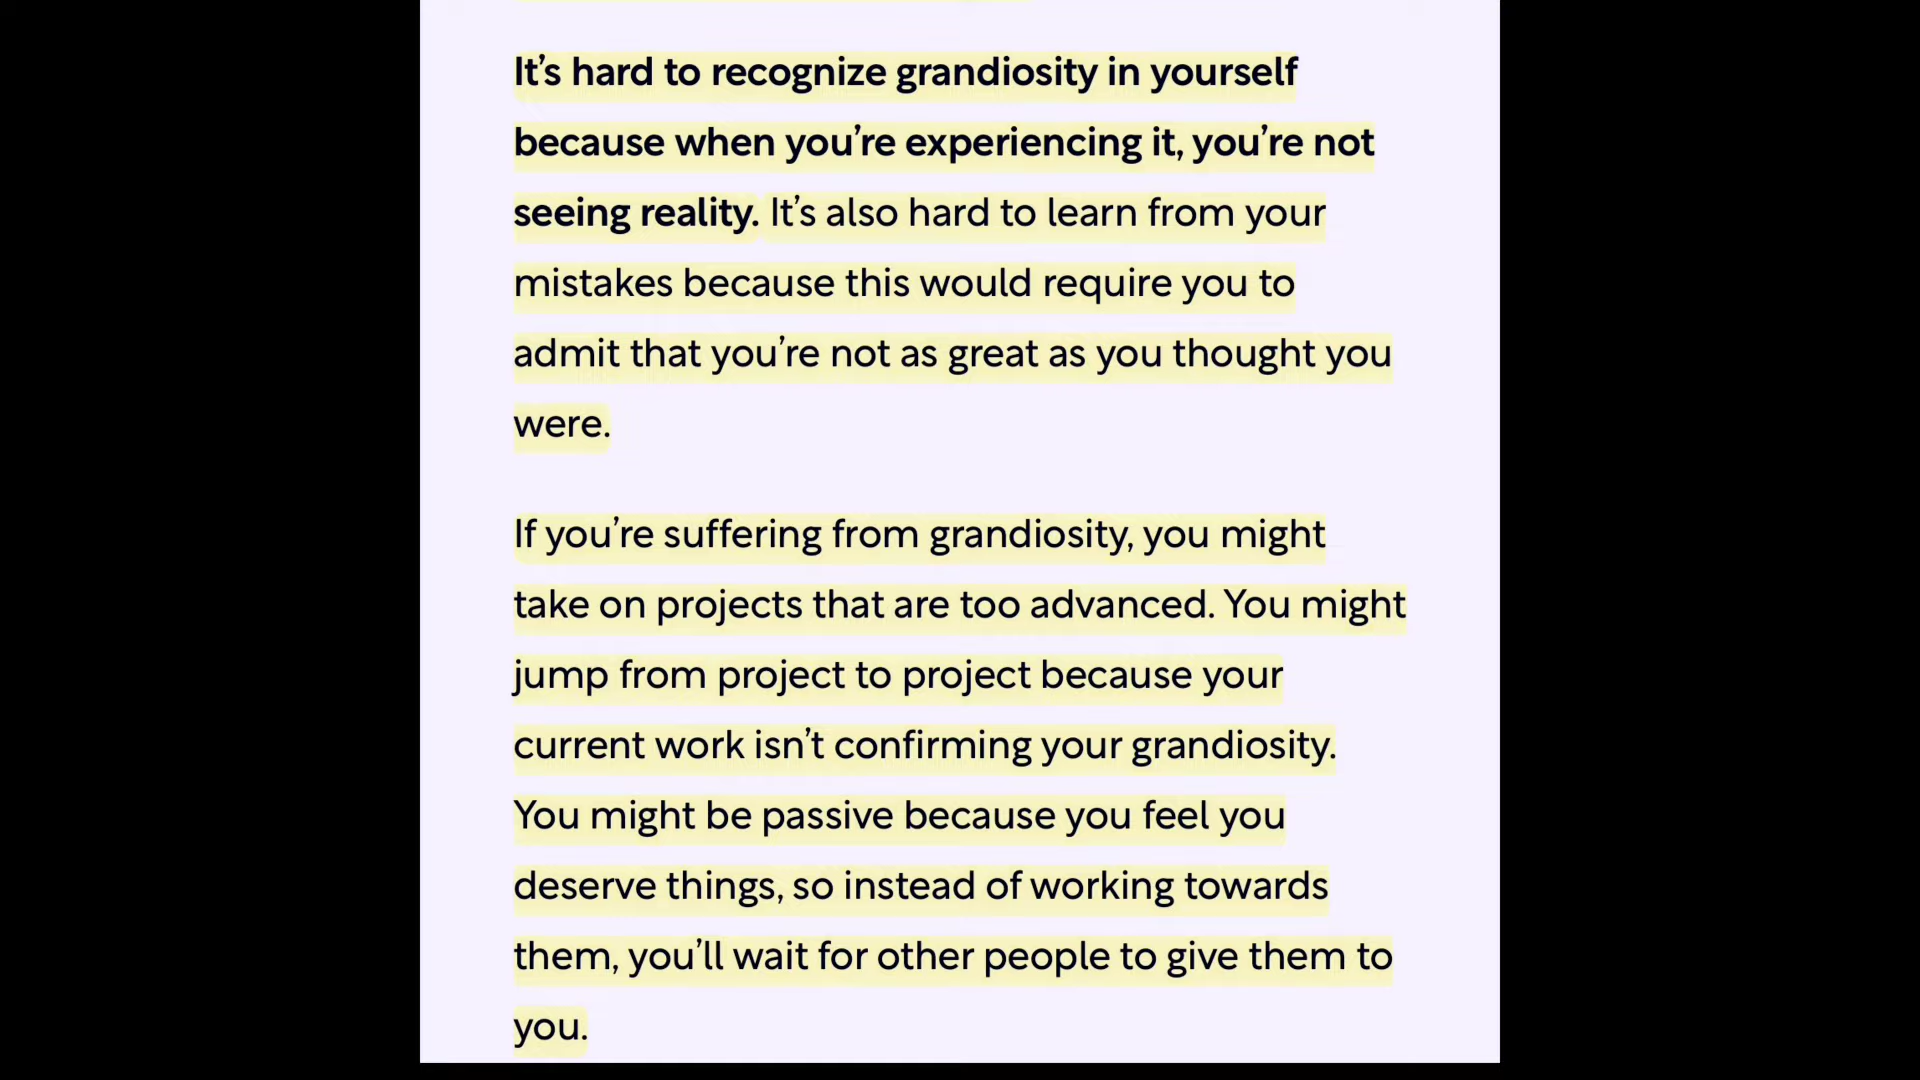 It’s hard to recognize grandiosity in yourself
because when you’re experiencing it, you’re not
seeing reality. It’s also hard to learn from your
mistakes because this would require you to
admit that you’re not as great as you thought you
were.
If you’re suffering from grandiosity, you might
take on projects that are too advanced. You might
jump from project to project because your
current work isn’t confirming your grandiosity.
You might be passive because you feel you
deserve things, so instead of working towards
them, you’ll wait for other people to give them to
you.